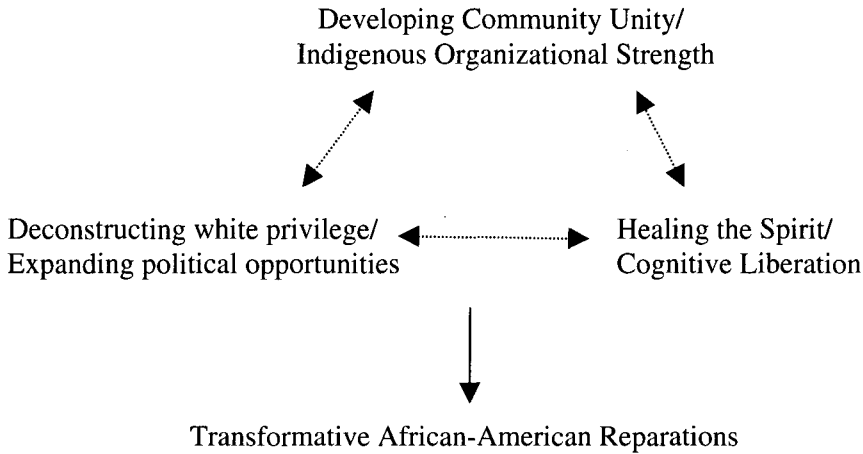 Developing Community Unity/
Indigenous Organizational Strength
Deconstructing white privilege/
Expanding political opportunities
Healing the Spirit/
Cognitive Liberation
Transformative African-American Reparations